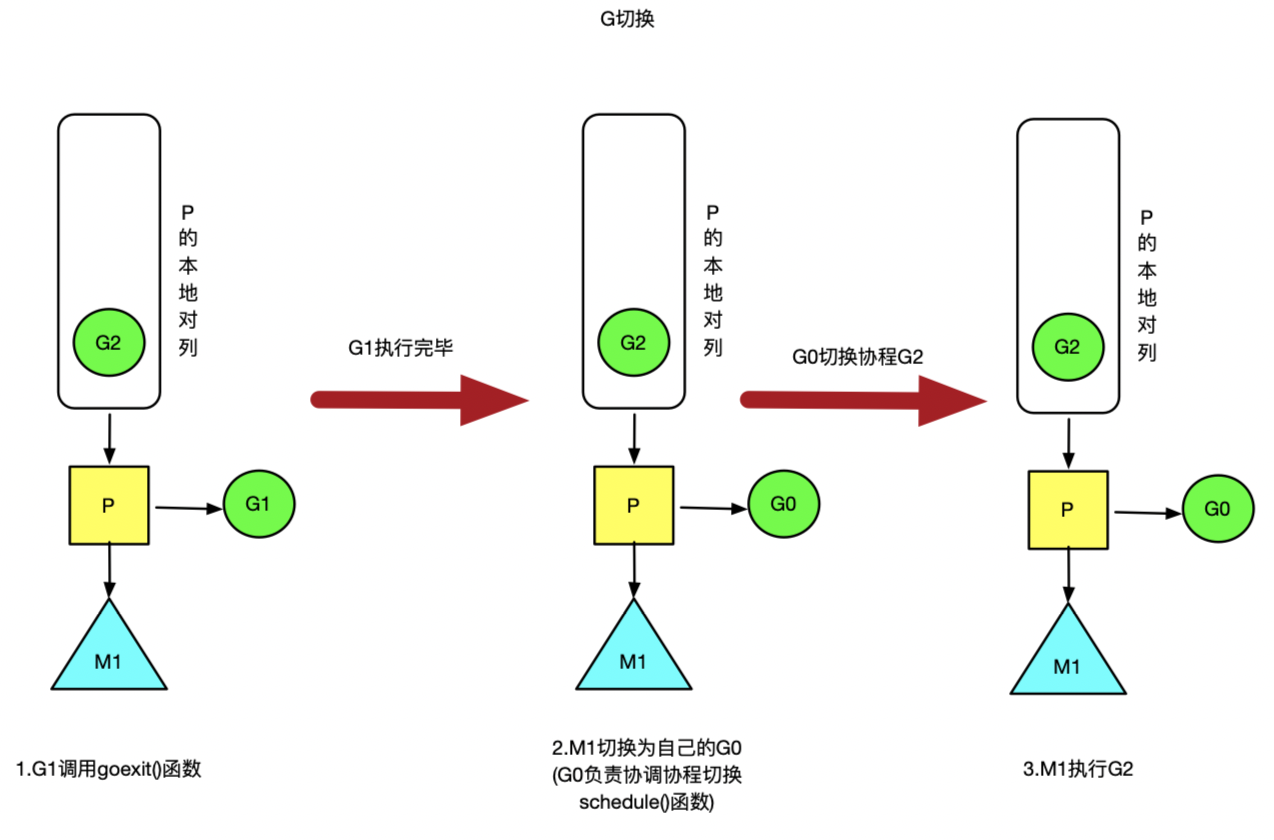 G切换
P的本地对列
G2
P
G1
M1
1.G1调用goexit()函数
G1执行完毕
P的本地对列
G2
P
G0
M1
2.M1切换为自己的G0
(G0负责协调协程切换
schedule()函数)
G0切换协程G2
P的本地对列
G2
P
G0
M1
3.M1执行G2